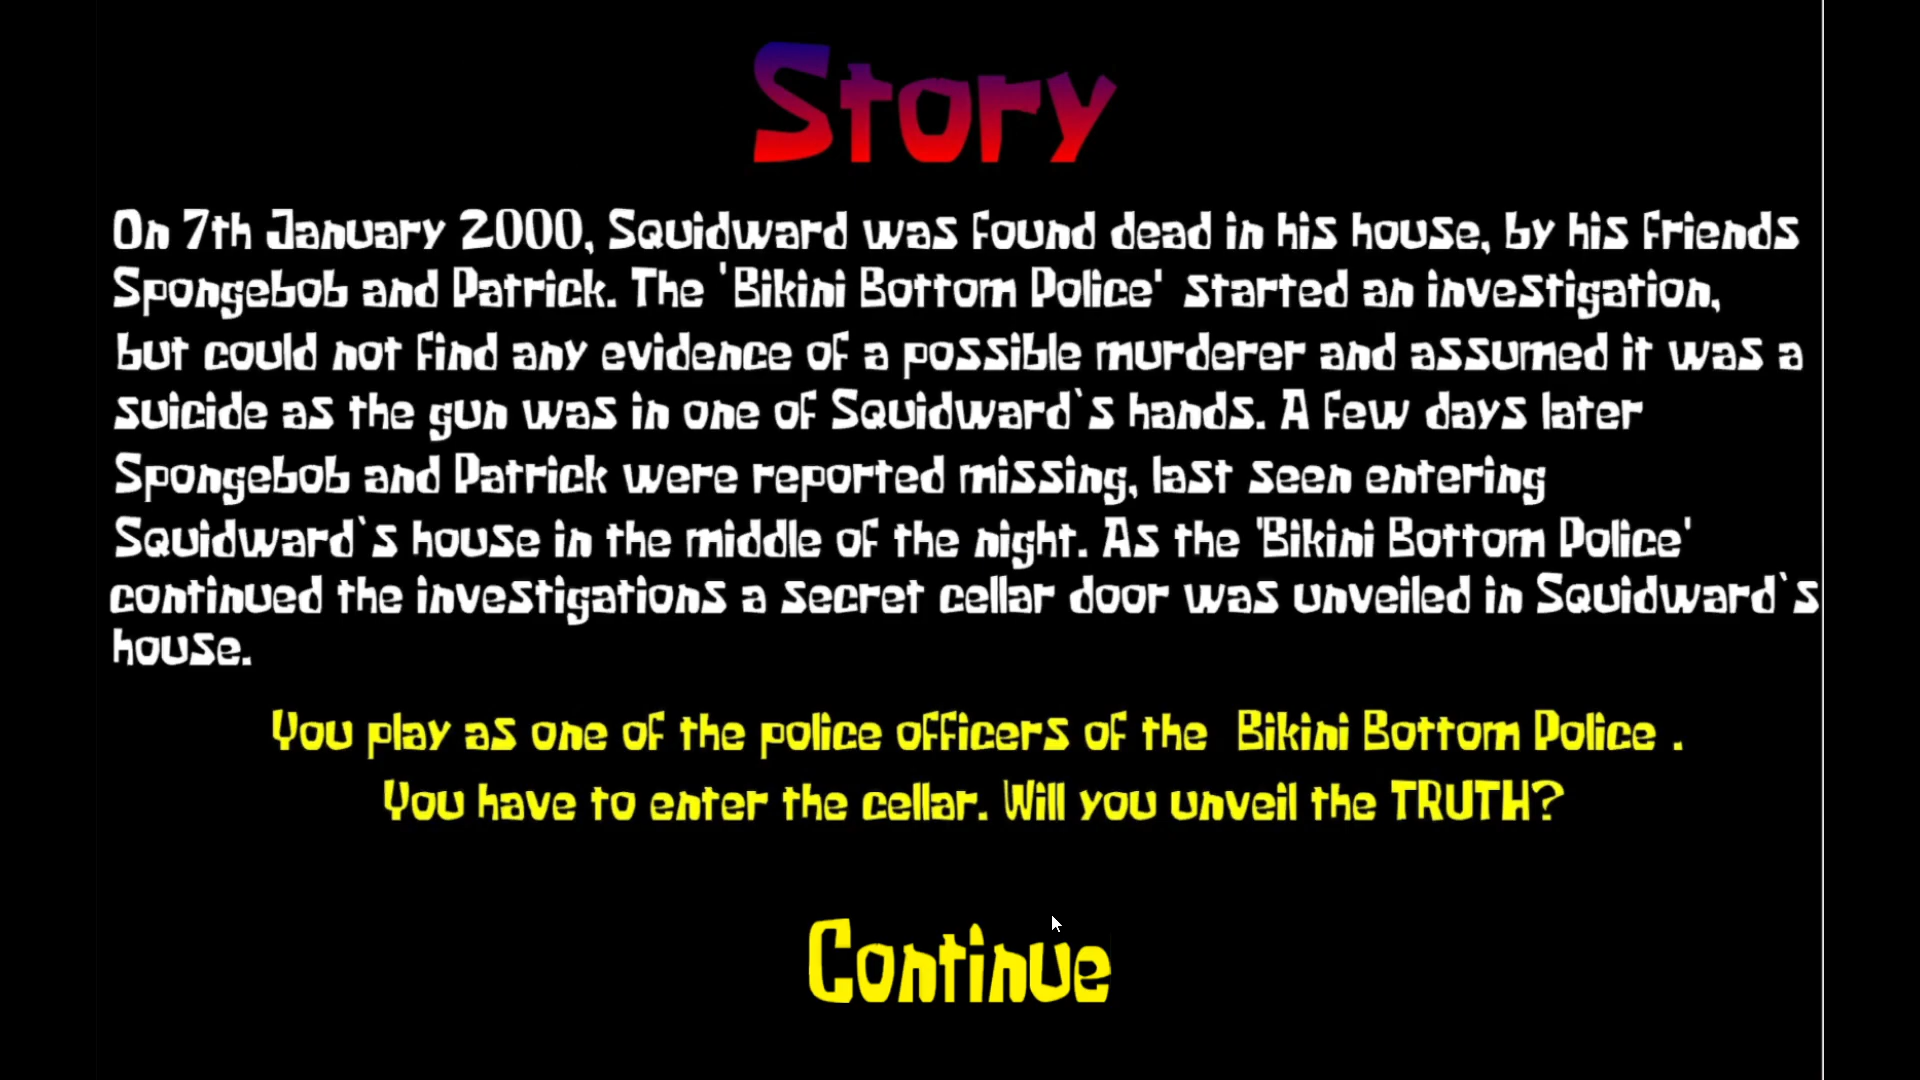 Story
On 7th January 2000, Squidward was found dead in his house, by his friends
Spongebob and Patrick. The 'Bikini Bottom Police' started an investigation,
but could not find any evidence of a possible murderer and assumed it was a
suicide as the gun was in one of Squidward`s hands. A few days later
Spongebob and Patrick were reported missing, last seen entering
Squidward`s house in the middle of the night. As the 'Bikini Bottom Police'
continued the investigations a secret cellar door was unveiled in Squidward`s
house.
You play as one of the police officers of the  Bikini Bottom Police .
You have to enter the cellar. Will you unveil the TRUTH?
Continue